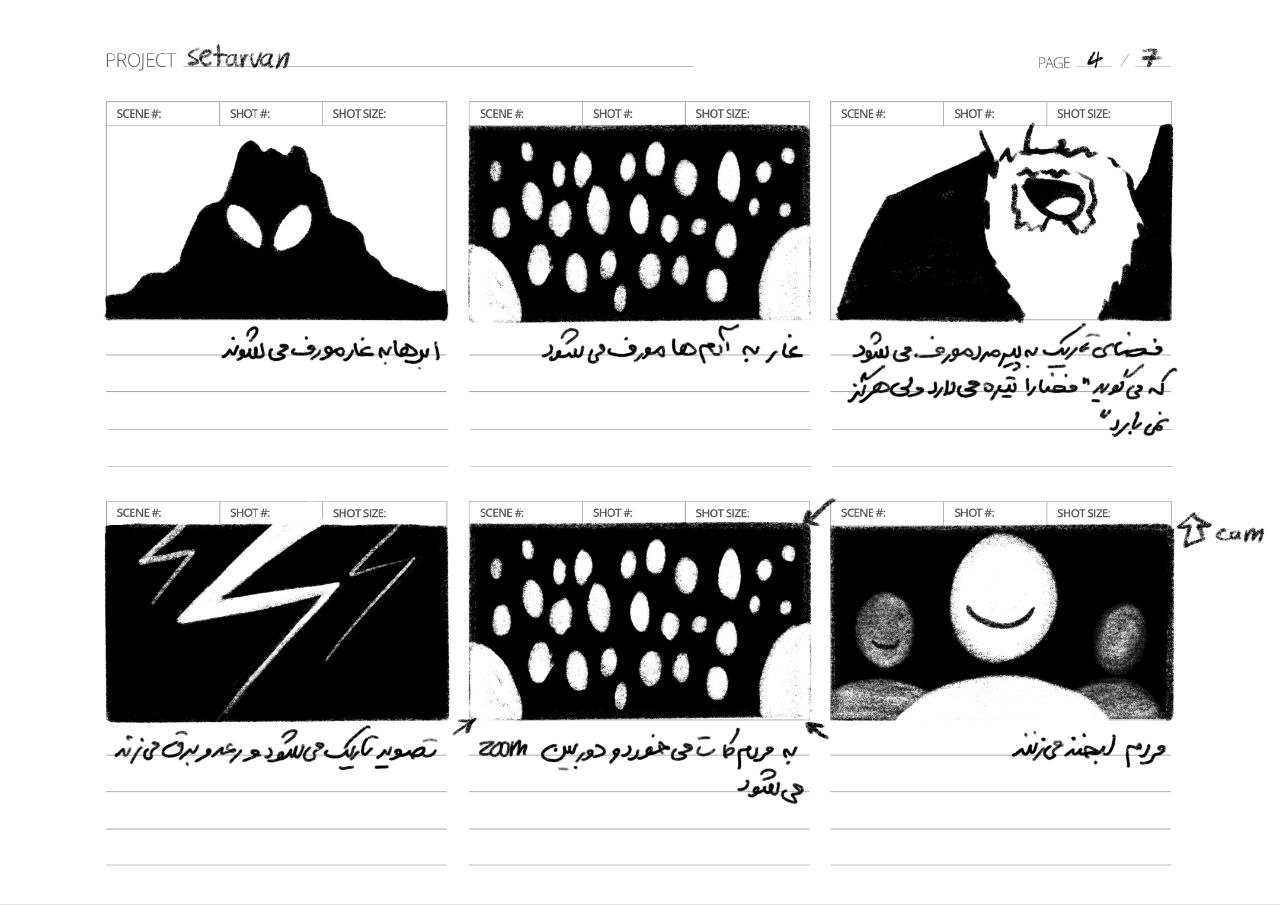 PROJECT setarvan
PAGE 4 / 7
SCENE #: SHOT #: SHOT SIZE:
ابرها به غار مورف می شوند
SCENE #: SHOT #: SHOT SIZE:
غار به آدم ها مورف می شود
SCENE #: SHOT #: SHOT SIZE:
فضای تاریک به پیرمرد مورف می شود
که می گوید "فضا را تیره می دارد ولی هرگز
نمی بارد"
SCENE #: SHOT #: SHOT SIZE:
تصویر تاریک می شود و رعد و برق می زند
SCENE #: SHOT #: SHOT SIZE:
به مردم کات می خورد و دوربین zoom
می شود
SCENE #: SHOT #: SHOT SIZE:
cam
مردم لبخند می زنند